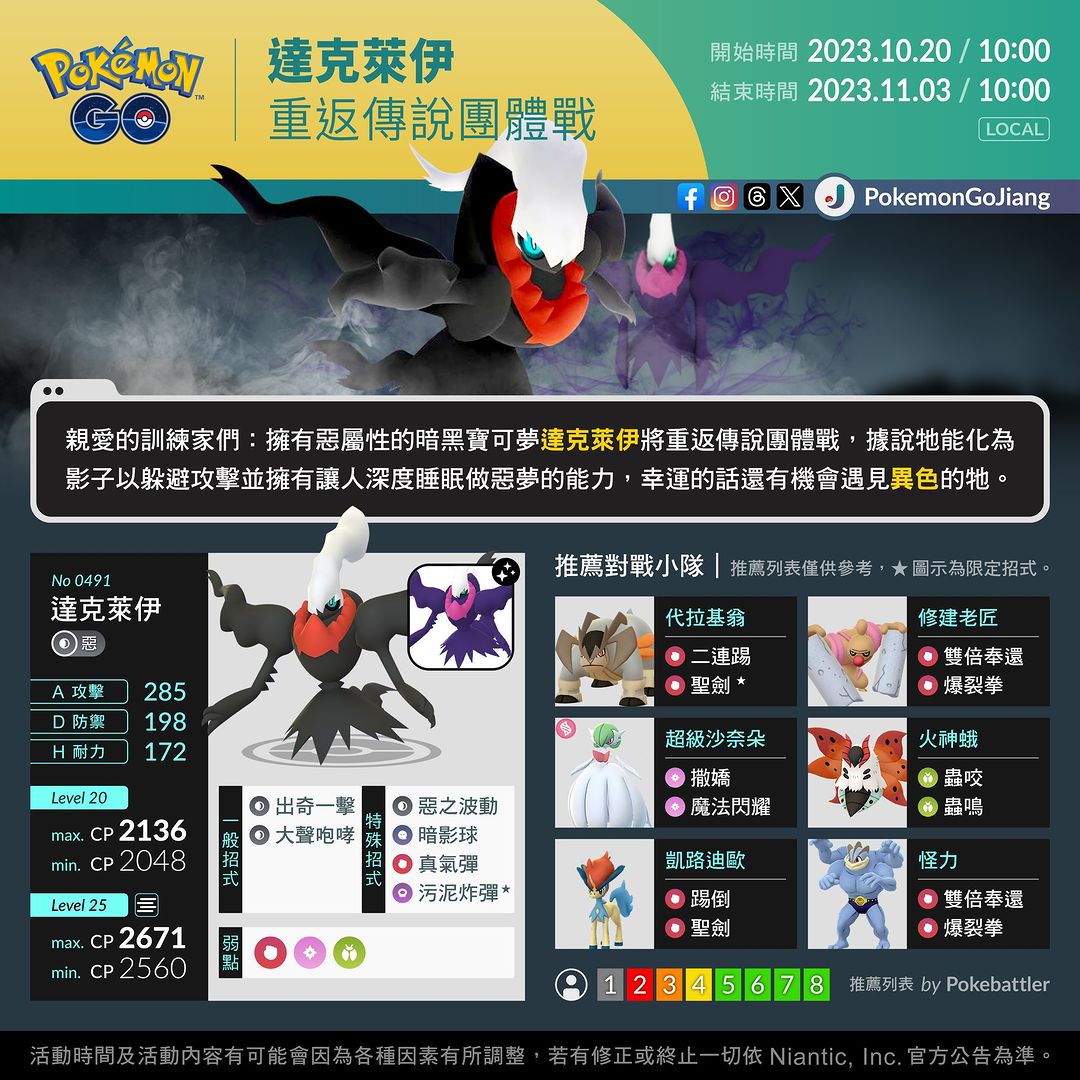 Pokémon GO™
達克萊伊
重返傳說團體戰
開始時間 2023.10.20 / 10:00
結束時間 2023.11.03 / 10:00
LOCAL
PokemonGoJiang
親愛的訓練家們：擁有惡屬性的暗黑寶可夢達克萊伊將重返傳說團體戰，據說牠能化為
影子以躲避攻擊並擁有讓人深度睡眠做惡夢的能力，幸運的話還有機會遇見異色的牠。
No 0491
達克萊伊
惡
A 攻擊 285
D 防禦 198
H 耐力 172
Level 20
max. CP 2136
min. CP 2048
Level 25
max. CP 2671
min. CP 2560
一般招式
出奇一擊
大聲咆哮
特殊招式
惡之波動
暗影球
真氣彈
污泥炸彈★
弱點
推薦對戰小隊 | 推薦列表僅供參考，★圖示為限定招式。
代拉基翁
二連踢
聖劍★
修建老匠
雙倍奉還
爆裂拳
超級沙奈朵
撒嬌
魔法閃耀
火神蛾
蟲咬
蟲鳴
凱路迪歐
踢倒
聖劍
怪力
雙倍奉還
爆裂拳
1 2 3 4 5 6 7 8
推薦列表 by Pokebattler
活動時間及活動內容有可能會因為各種因素有所調整，若有修正或終止一切依 Niantic, Inc. 官方公告為準。